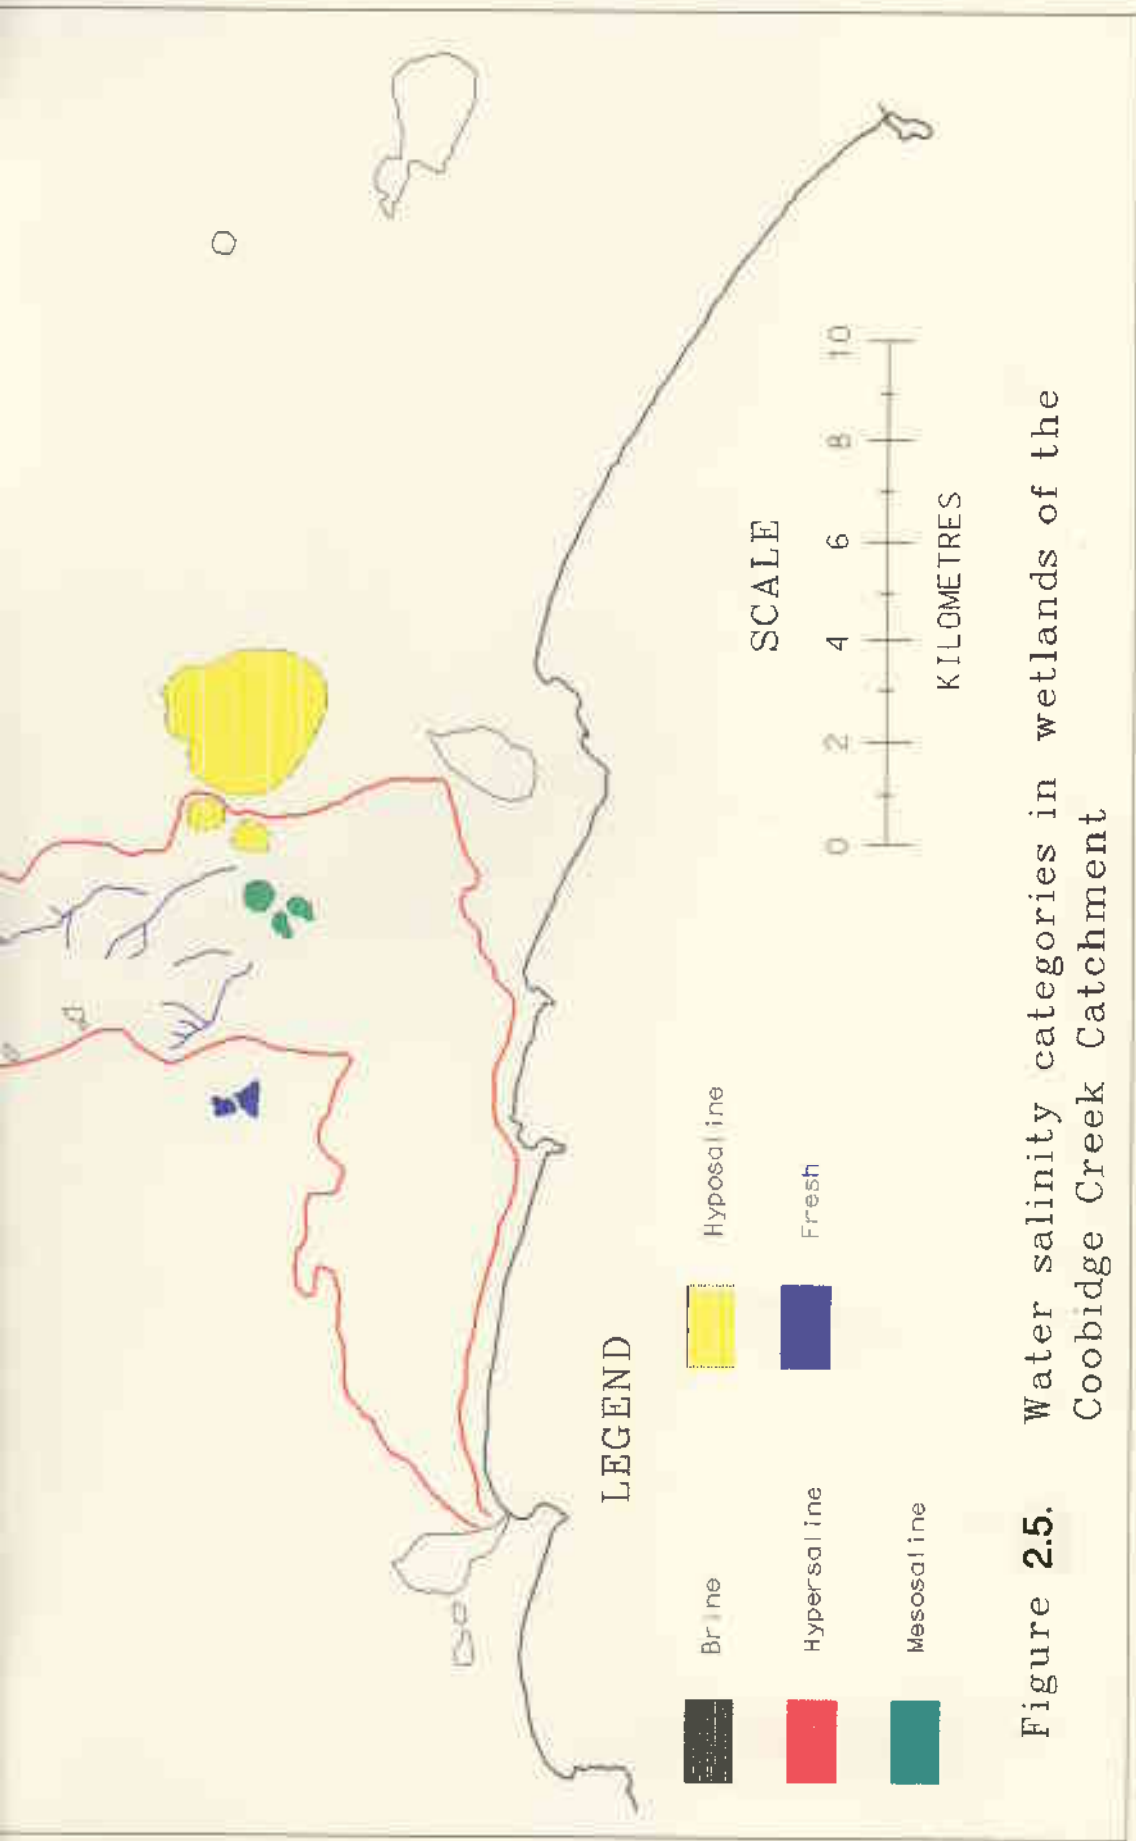 LEGEND
Brine
Hypersaline
Mesosaline
Hyposaline
Fresh
SCALE
0 2 4 6 8 10
KILOMETRES
Figure 2.5. Water salinity categories in wetlands of the
Coobidge Creek Catchment